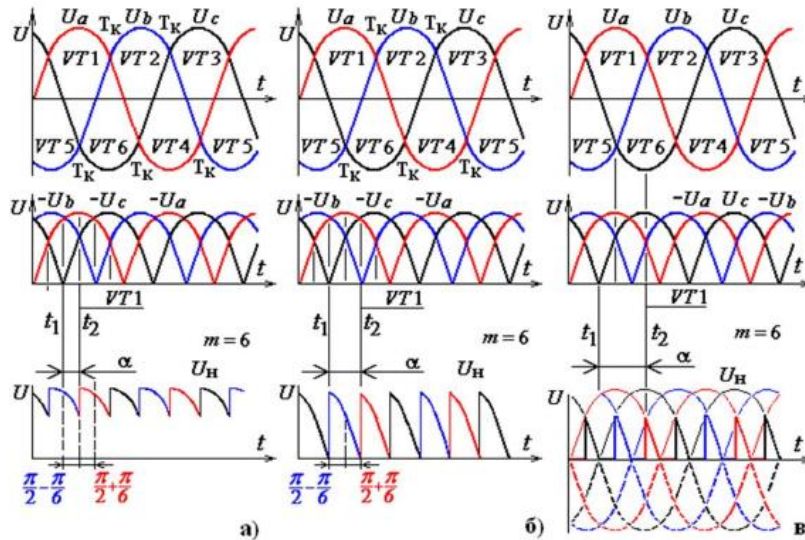 U Ua Tк Ub Tк Uc
VT1 VT2 VT3 t
VT5 VT6 VT4 VT5
Tк Tк Tк
U -Ub -Uc -Ua
t
VT1
t1 t2
m = 6
α Uн
U
t
π/2 - π/6 π/2 + π/6
а)
U Ua Tк Ub Tк Uc
VT1 VT2 VT3 t
VT5 VT6 VT4 VT5
Tк Tк Tк
U -Ub -Uc -Ua
t
VT1
t1 t2
m = 6
α Uн
U
t
π/2 - π/6 π/2 + π/6
б)
U Ua Ub Uc
VT1 VT2 VT3 t
VT5 VT6 VT4 VT5
U -Ua Uc -Ub
t
VT1
t1 t2
m = 6
α Uн
U
t
в)